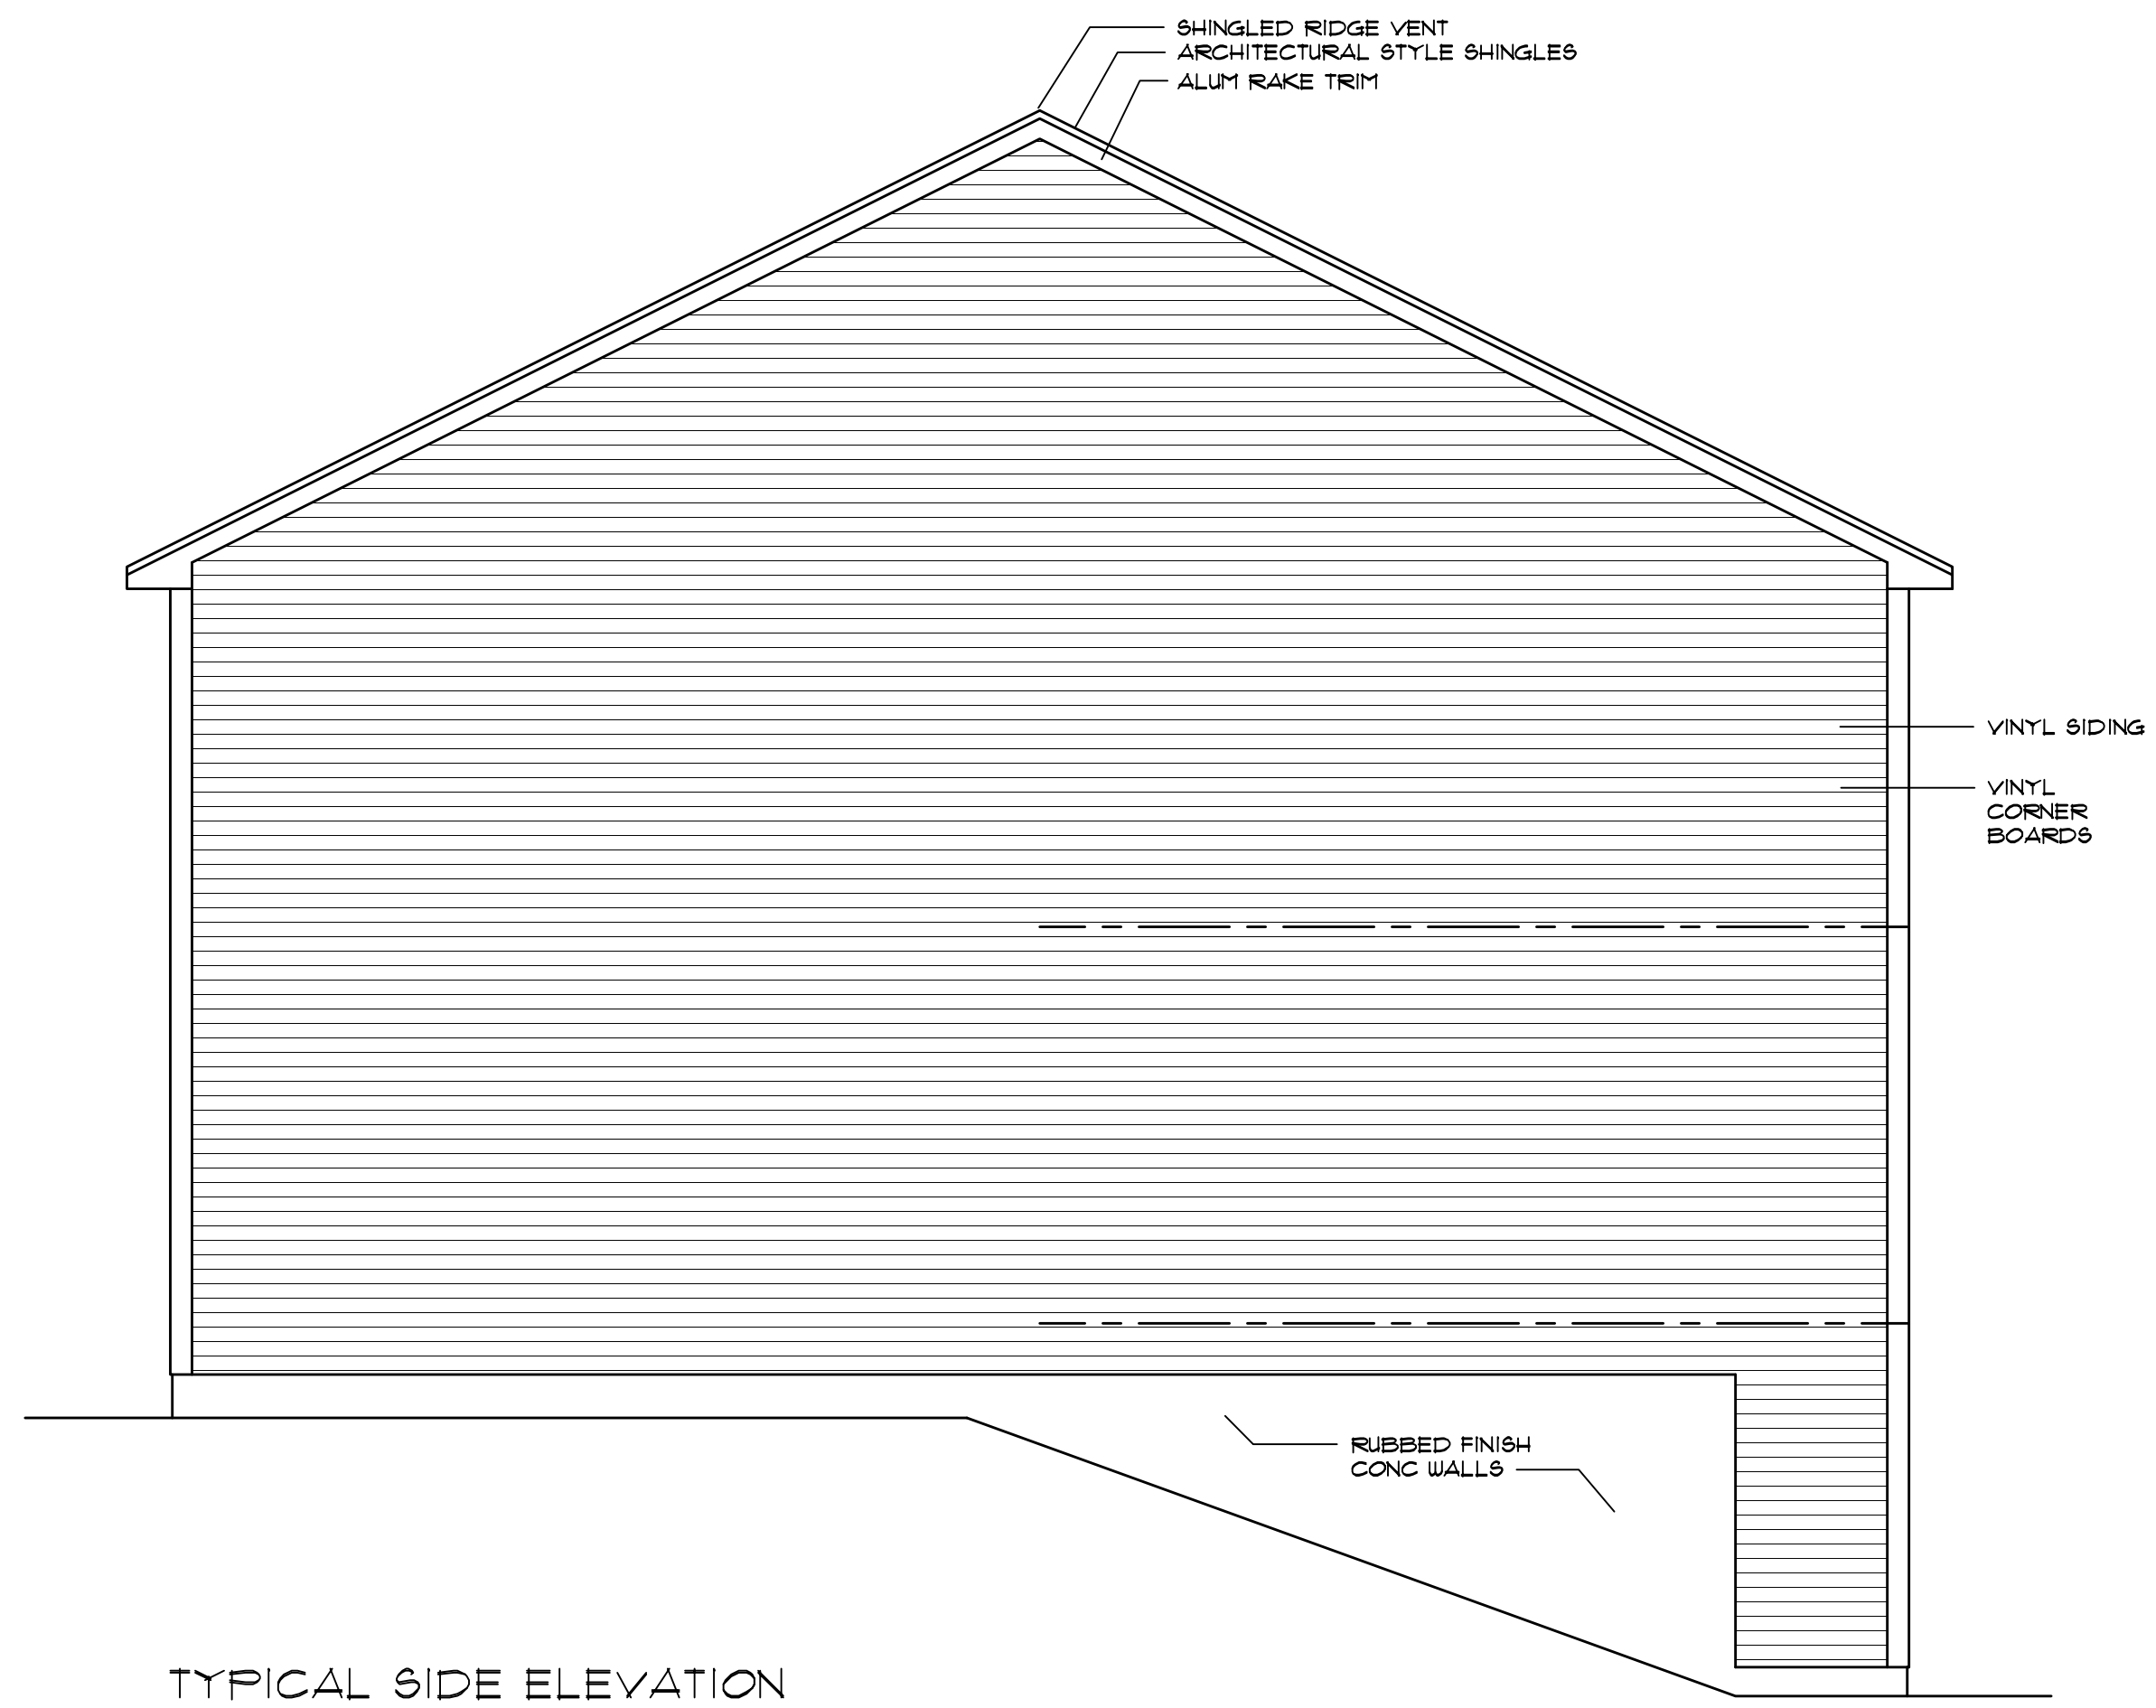 SHINGLED RIDGE VENT
ARCHITECTURAL STYLE SHINGLES
ALUM RAKE TRIM
VINYL SIDING
VINYL
CORNER
BOARDS
RUBBED FINISH
CONC WALLS
TYPICAL SIDE ELEVATION